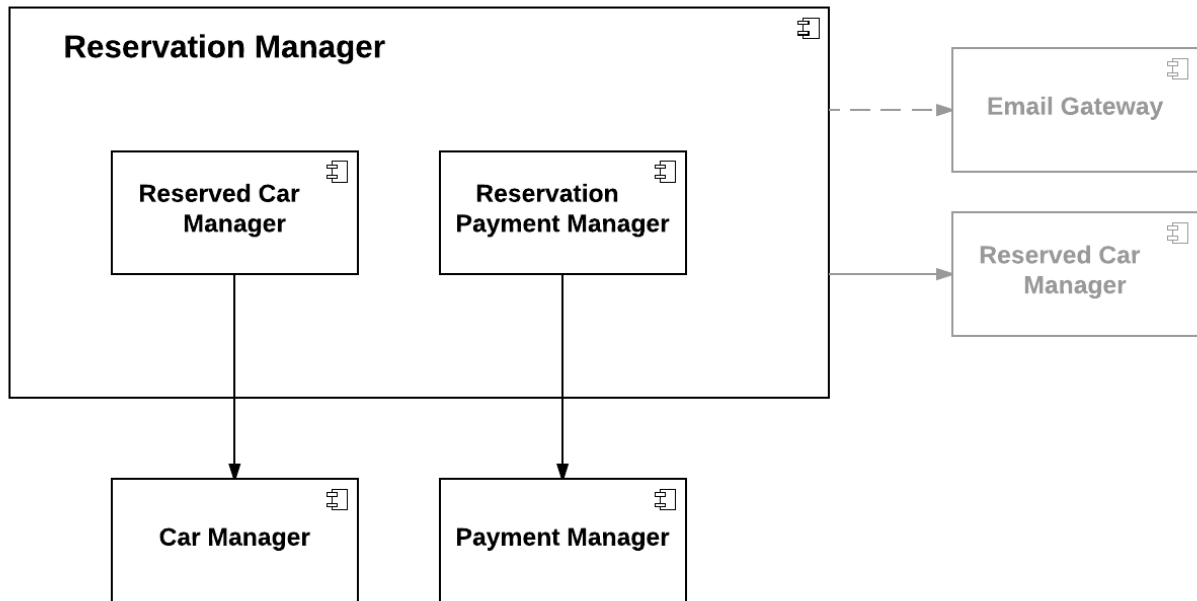 Reservation Manager
Email Gateway
Reserved Car
Manager
Reservation
Payment Manager
Reserved Car
Manager
Car Manager
Payment Manager